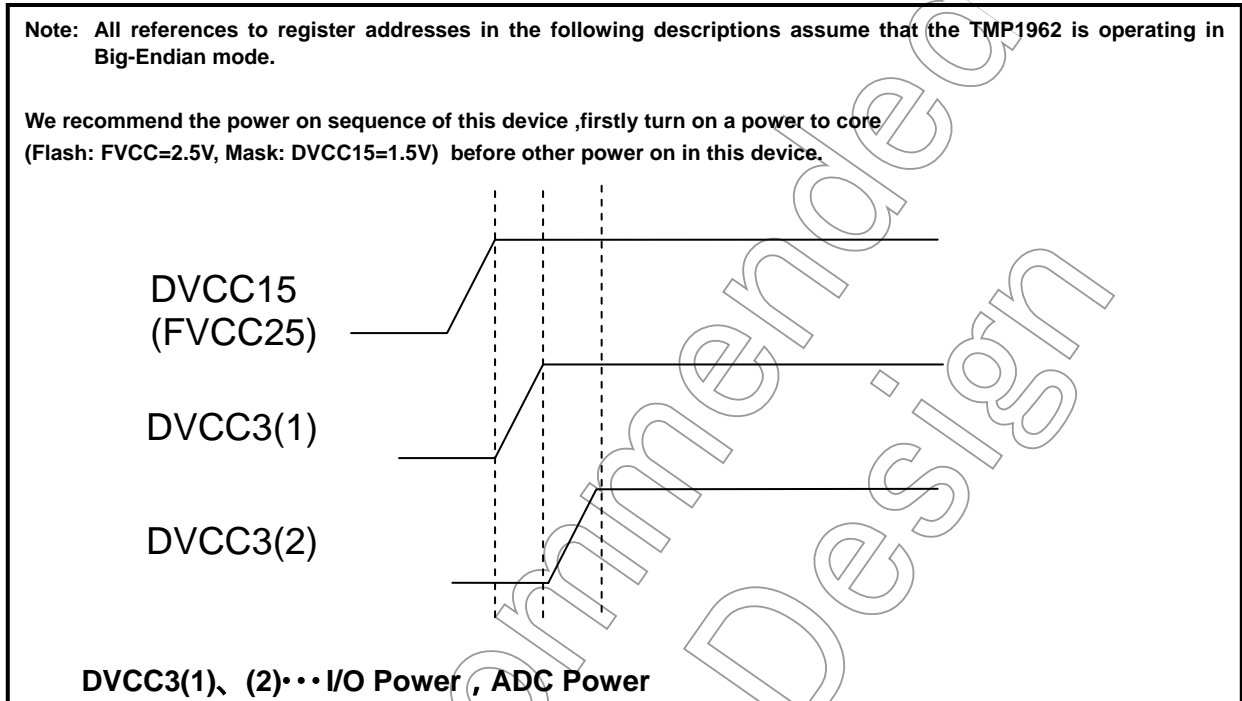 Note: All references to register addresses in the following descriptions assume that the TMP1962 is operating in
Big-Endian mode.
We recommend the power on sequence of this device ,firstly turn on a power to core
(Flash: FVCC=2.5V, Mask: DVCC15=1.5V) before other power on in this device.
DVCC15
(FVCC25)
DVCC3(1)
DVCC3(2)
DVCC3(1)、(2)･･･I/O Power , ADC Power
ommended
Design